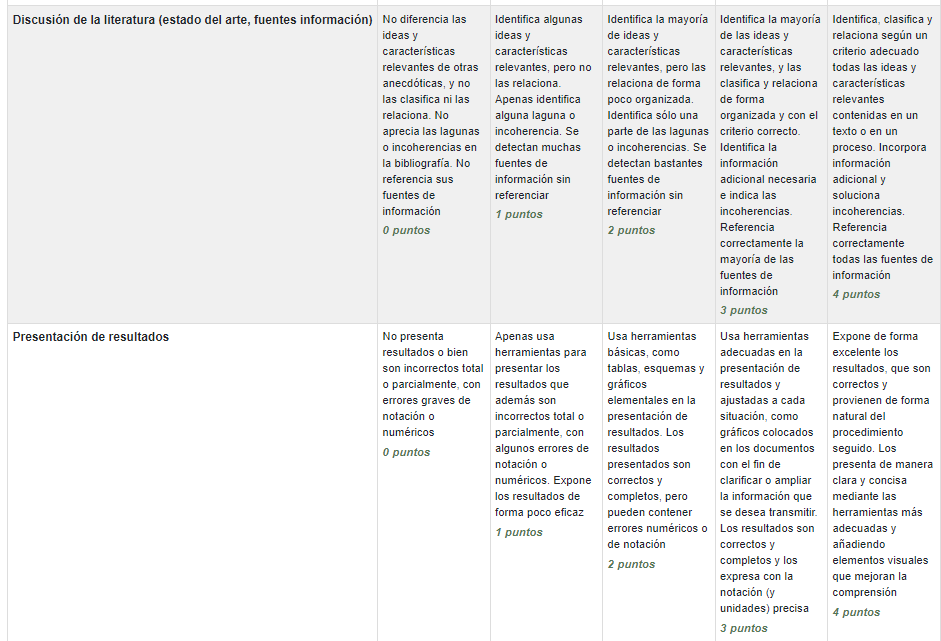 Discusión de la literatura (estado del arte, fuentes información)
No diferencia las
ideas y
características
relevantes de otras
anecdóticas, y no
las clasifica ni las
relaciona. No
aprecia las lagunas
o incoherencias en
la bibliografía. No
referencia sus
fuentes de
información
0 puntos
Identifica algunas
ideas y
características
relevantes, pero no
las relaciona.
Apenas identifica
alguna laguna o
incoherencia. Se
detectan muchas
fuentes de
información sin
referenciar
1 puntos
Identifica la mayoría
de ideas y
características
relevantes, pero las
relaciona de forma
poco organizada.
Identifica sólo una
parte de las lagunas
o incoherencias. Se
detectan bastantes
fuentes de
información sin
referenciar
2 puntos
Identifica la mayoría
de las ideas y
características
relevantes, y las
clasifica y relaciona
de forma
organizada y con el
criterio correcto.
Identifica la
información
adicional necesaria
e indica las
incoherencias.
Referencia
correctamente la
mayoría de las
fuentes de
información
3 puntos
Identifica, clasifica y
relaciona según un
criterio adecuado
todas las ideas y
características
relevantes
contenidas en un
texto o en un
proceso. Incorpora
información
adicional y
soluciona
incoherencias.
Referencia
correctamente
todas las fuentes de
información
4 puntos
Presentación de resultados
No presenta
resultados o bien
son incorrectos total
o parcialmente, con
errores graves de
notación o
numéricos
0 puntos
Apenas usa
herramientas para
presentar los
resultados que
además son
incorrectos total o
parcialmente, con
algunos errores de
notación o
numéricos. Expone
los resultados de
forma poco eficaz
1 puntos
Usa herramientas
básicas, como
tablas, esquemas y
gráficos
elementales en la
presentación de
resultados. Los
resultados
presentados son
correctos y
completos, pero
pueden contener
errores numéricos o
de notación
2 puntos
Usa herramientas
adecuadas en la
presentación de
resultados y
ajustadas a cada
situación, como
gráficos colocados
en los documentos
con el fin de
clarificar o ampliar
la información que
se desea transmitir.
Los resultados son
correctos y
completos y los
expresa con la
notación (y
unidades) precisa
3 puntos
Expone de forma
excelente los
resultados, que son
correctos y
provienen de forma
natural del
procedimiento
seguido. Los
presenta de manera
clara y concisa
mediante las
herramientas más
adecuadas y
añadiendo
elementos visuales
que mejoran la
comprensión
4 puntos